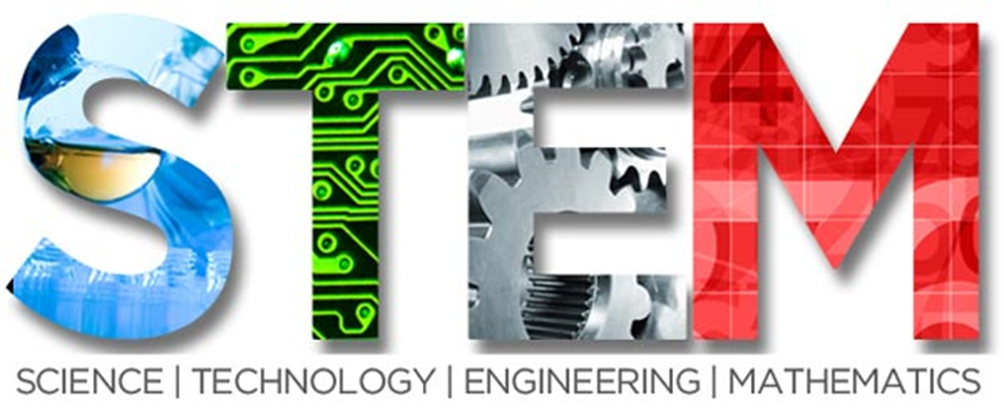 STEM
SCIENCE | TECHNOLOGY | ENGINEERING | MATHEMATICS